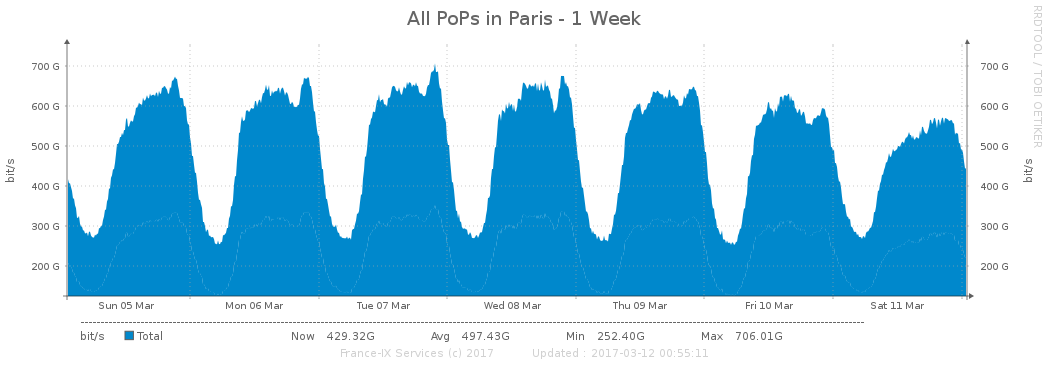 All PoPs in Paris - 1 Week
RRDTOOL / TOBI OETIKER
bit/s
700 G
600 G
500 G
400 G
300 G
200 G
700 G
600 G
500 G
400 G
300 G
200 G
bit/s
Sun 05 Mar Mon 06 Mar Tue 07 Mar Wed 08 Mar Thu 09 Mar Fri 10 Mar Sat 11 Mar
bit/s Total Now 429.32G Avg 497.43G Min 252.40G Max 706.01G
France-IX Services (c) 2017 Updated : 2017-03-12 00:55:11